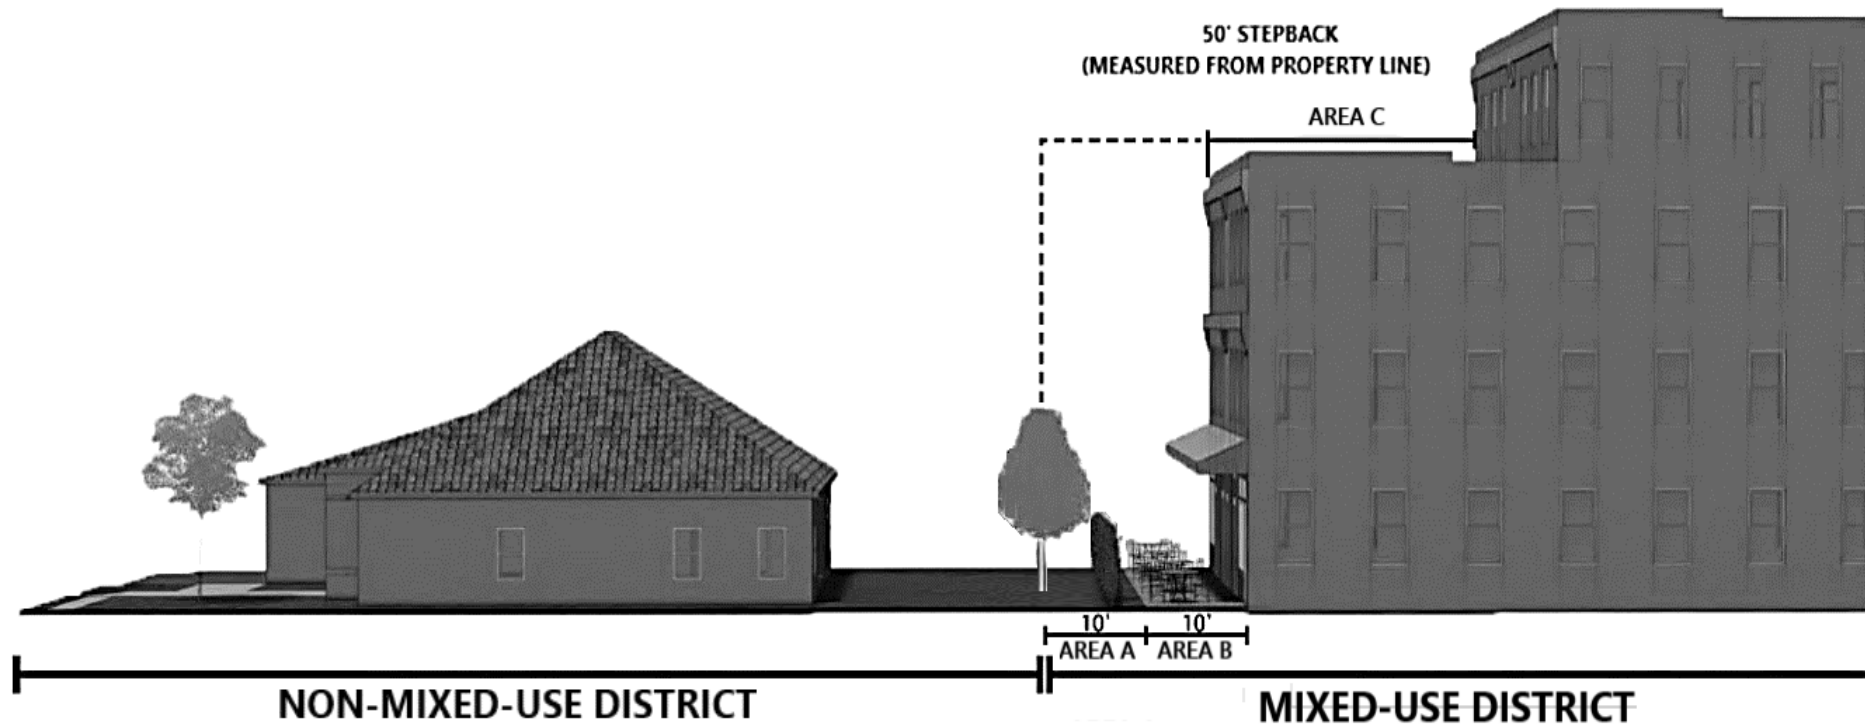 50' STEPBACK
(MEASURED FROM PROPERTY LINE)
AREA C
10' 10'
AREA A AREA B
NON-MIXED-USE DISTRICT MIXED-USE DISTRICT